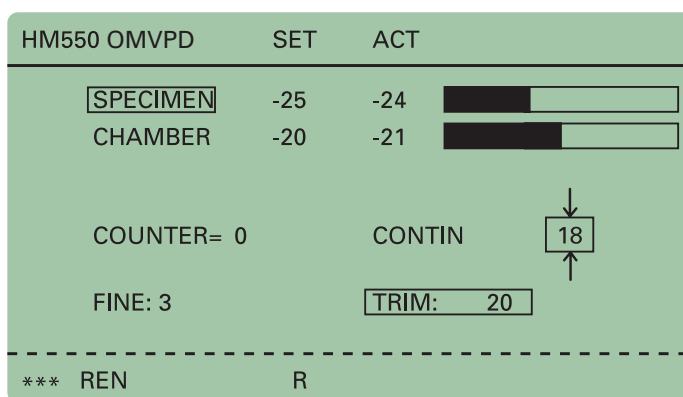 HM550 OMVPD SET ACT
SPECIMEN -25 -24
CHAMBER -20 -21
COUNTER= 0 CONTIN 18
FINE: 3 TRIM: 20
*** REN R